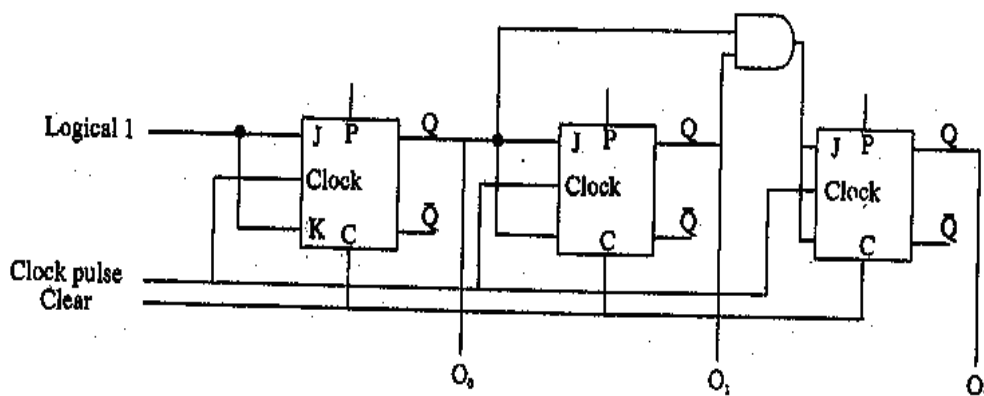 Logical 1
J P Q
Clock
K C Q̄
J P Q
Clock
C Q̄
J P Q
Clock
C Q̄
Clock pulse
Clear
O₀
O₁
O